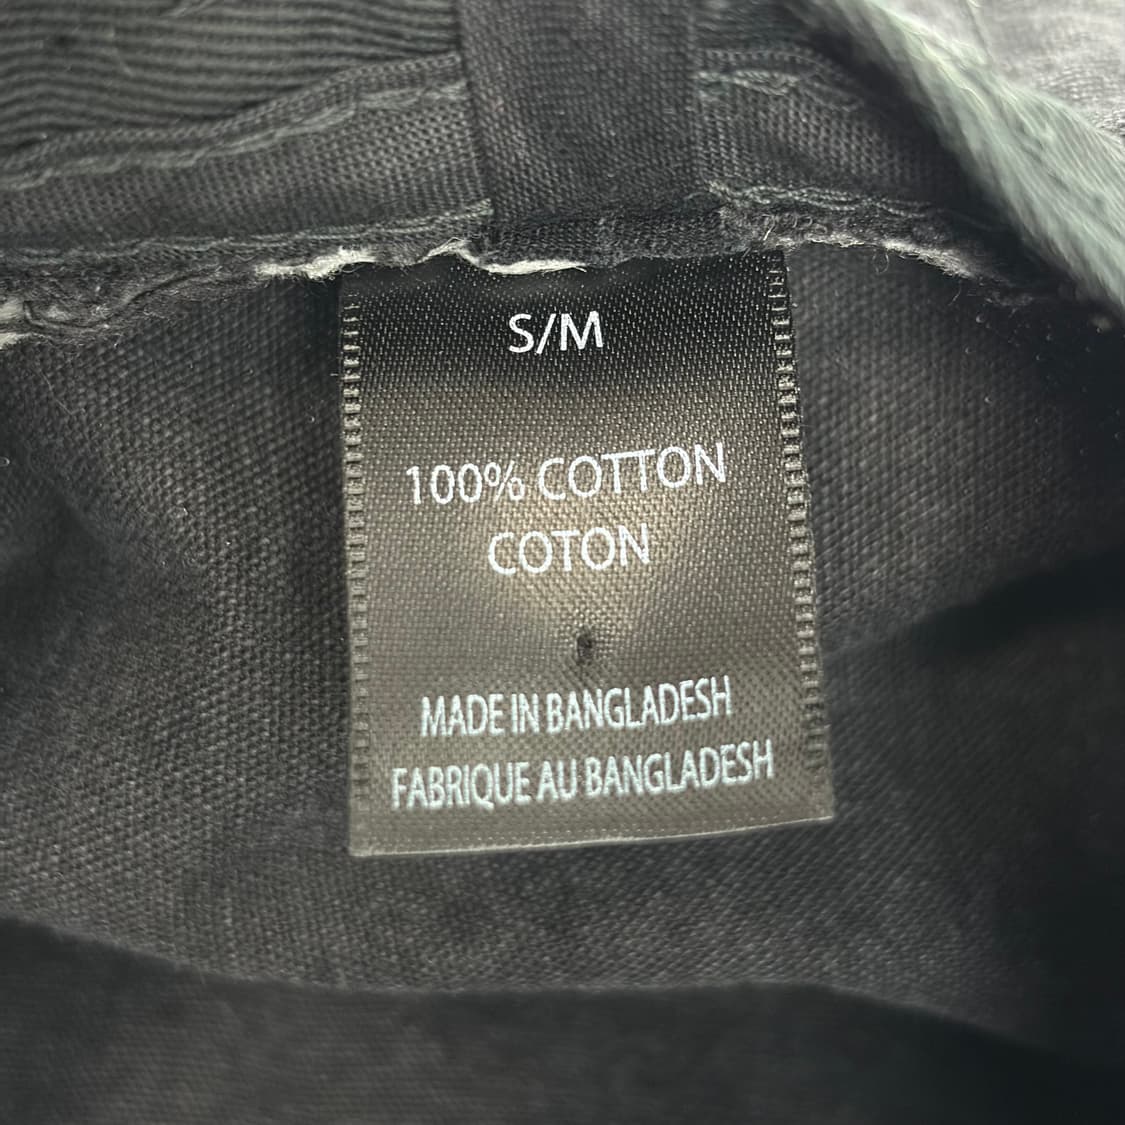 S/M
100% COTTON
COTON
MADE IN BANGLADESH
FABRIQUE AU BANGLADESH